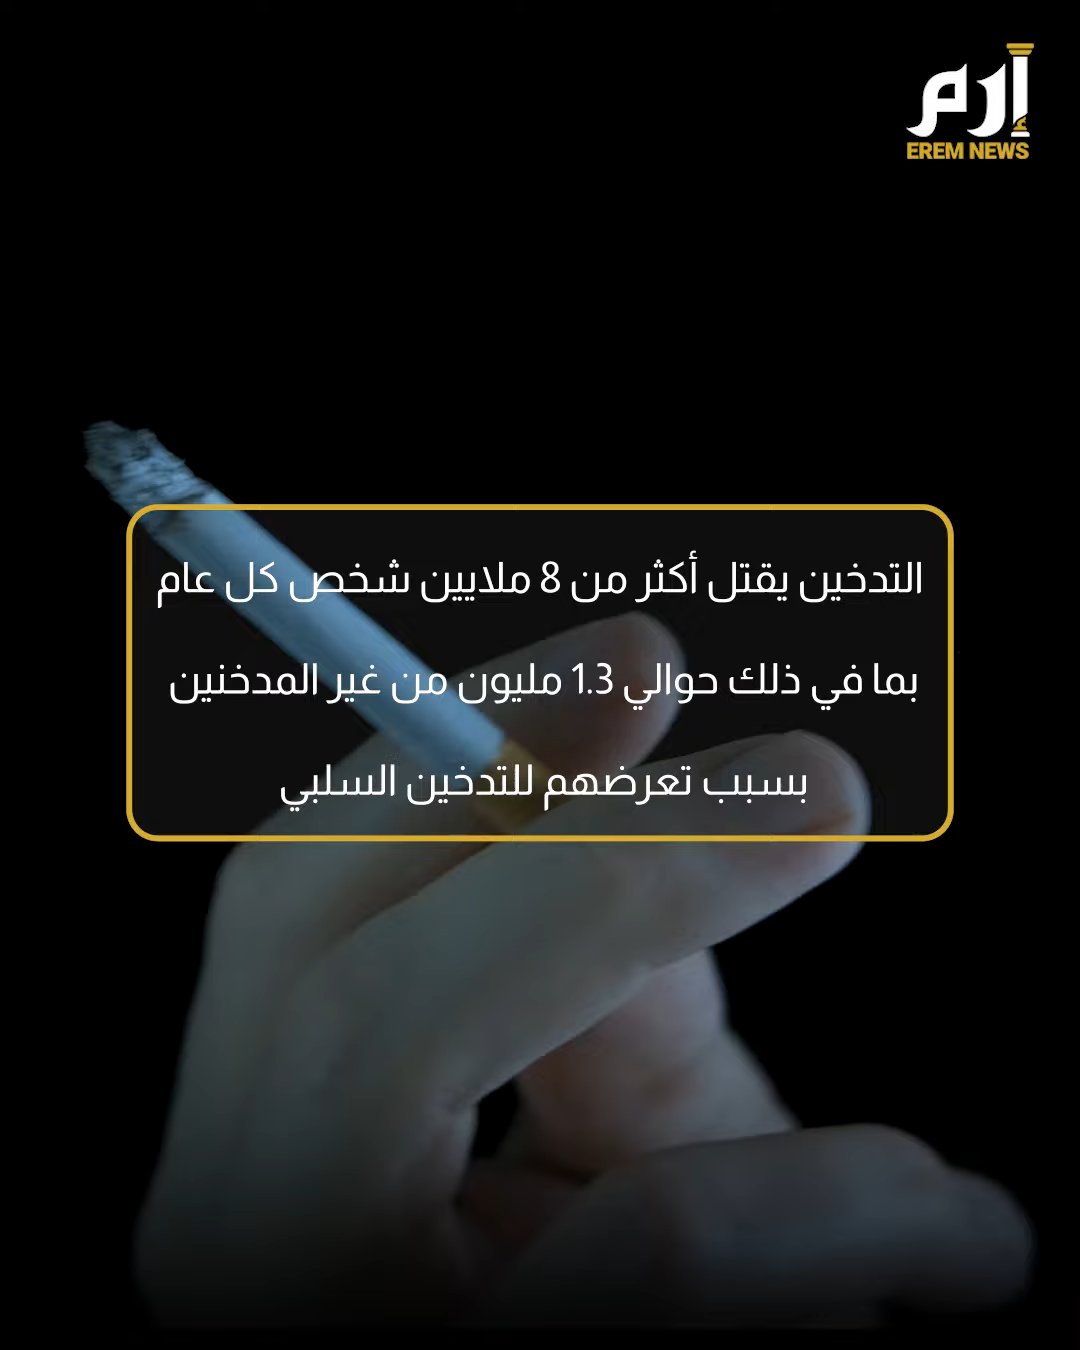 إرم
EREM NEWS
التدخين يقتل أكثر من 8 ملايين شخص كل عام
بما في ذلك حوالي 1.3 مليون من غير المدخنين
بسبب تعرضهم للتدخين السلبي